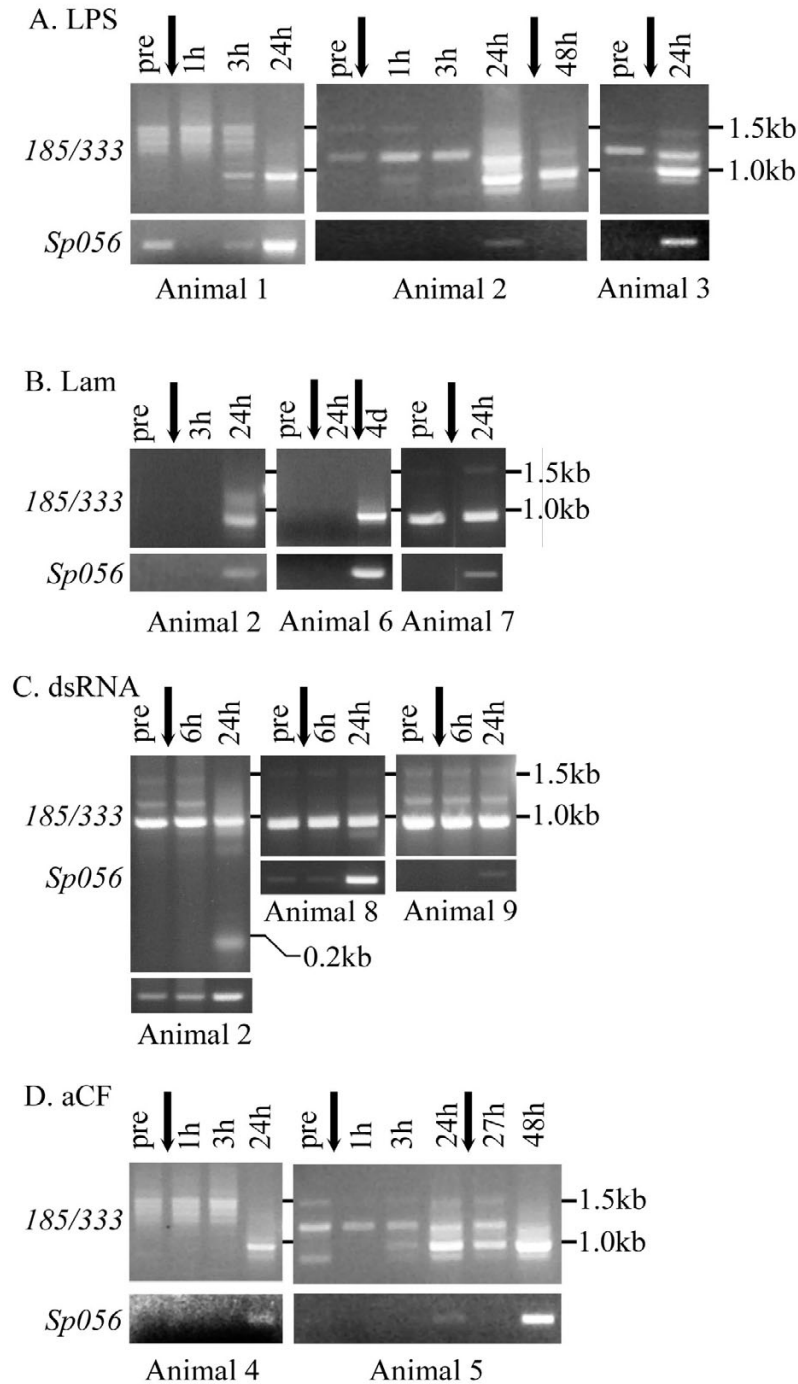 A. LPS
pre 1h 3h 24h pre 1h 3h 24h 48h pre 24h
185/333 1.5kb
1.0kb
Sp056
Animal 1 Animal 2 Animal 3
B. Lam
pre 3h 24h pre 24h 4d pre 24h
185/333 1.5kb
1.0kb
Sp056
Animal 2 Animal 6 Animal 7
C. dsRNA
pre 6h 24h pre 6h 24h pre 6h 24h
1.5kb
185/333 1.0kb
Sp056
Animal 8 Animal 9
0.2kb
Animal 2
D. aCF
pre 1h 3h 24h pre 1h 3h 24h 27h 48h
185/333 1.5kb
1.0kb
Sp056
Animal 4 Animal 5